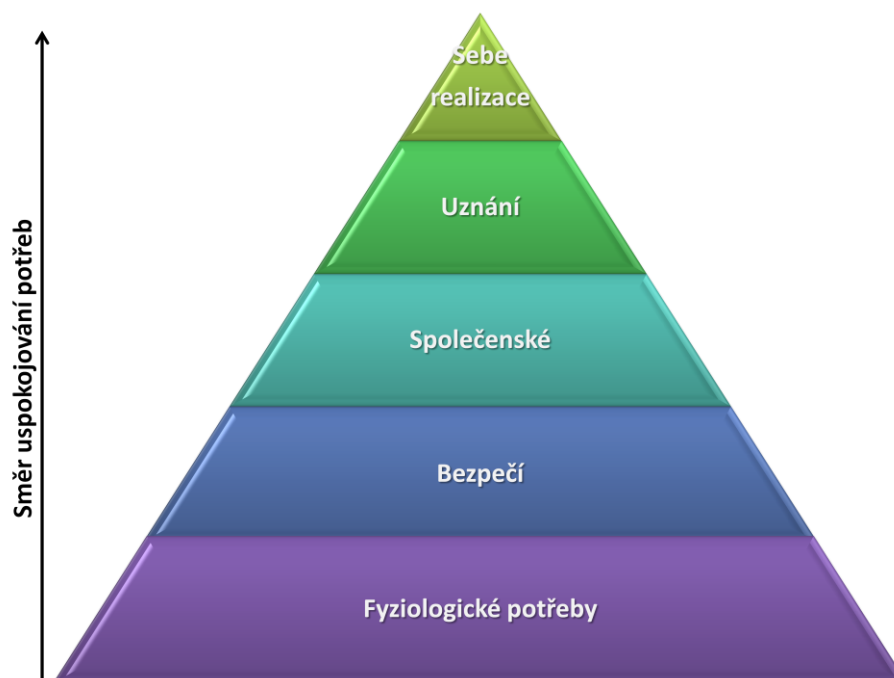 Sebe
realizace
Uznání
Společenské
Bezpečí
Fyziologické potřeby
Směr uspokojování potřeb